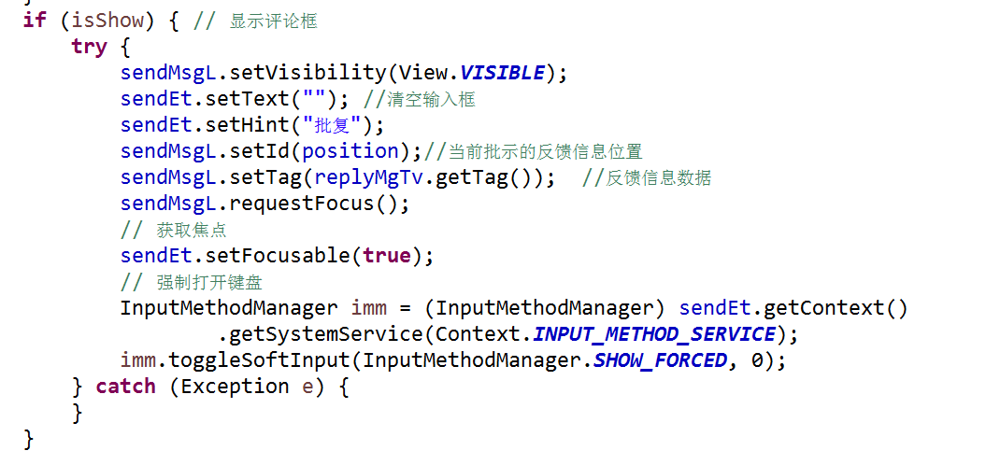 }
if (isShow) { // 显示评论框
try {
sendMsgL.setVisibility(View.VISIBLE);
sendEt.setText(""); //清空输入框
sendEt.setHint("批复");
sendMsgL.setId(position);//当前批示的反馈信息位置
sendMsgL.setTag(replyMgTv.getTag());  //反馈信息数据
sendMsgL.requestFocus();
// 获取焦点
sendEt.setFocusable(true);
// 强制打开键盘
InputMethodManager imm = (InputMethodManager) sendEt.getContext()
.getSystemService(Context.INPUT_METHOD_SERVICE);
imm.toggleSoftInput(InputMethodManager.SHOW_FORCED, 0);
} catch (Exception e) {
}
}